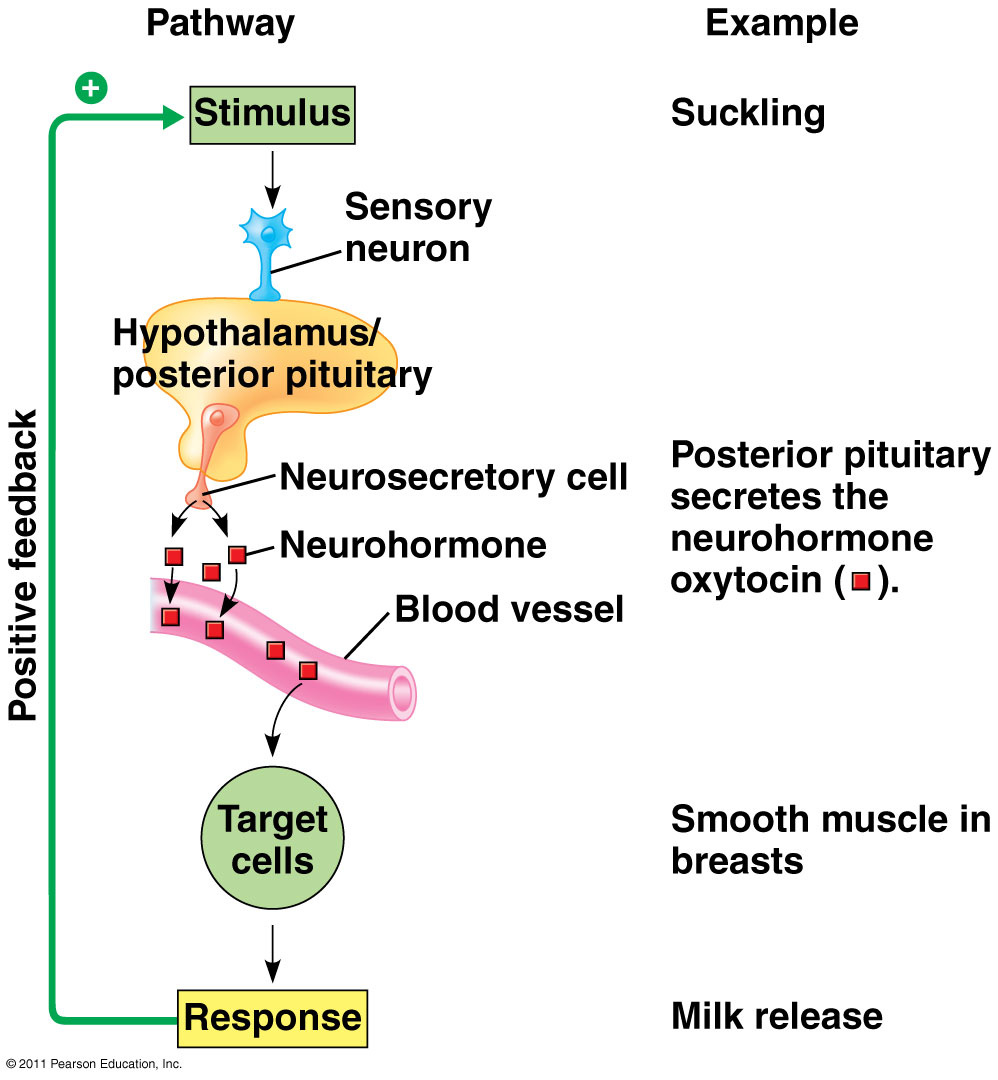 Pathway
Example
+
Stimulus
Suckling
Sensory
neuron
Hypothalamus/
posterior pituitary
Positive feedback
Neurosecretory cell
Posterior pituitary
secretes the
neurohormone
oxytocin ( ).
Neurohormone
Blood vessel
Target
cells
Smooth muscle in
breasts
Response
Milk release
© 2011 Pearson Education, Inc.